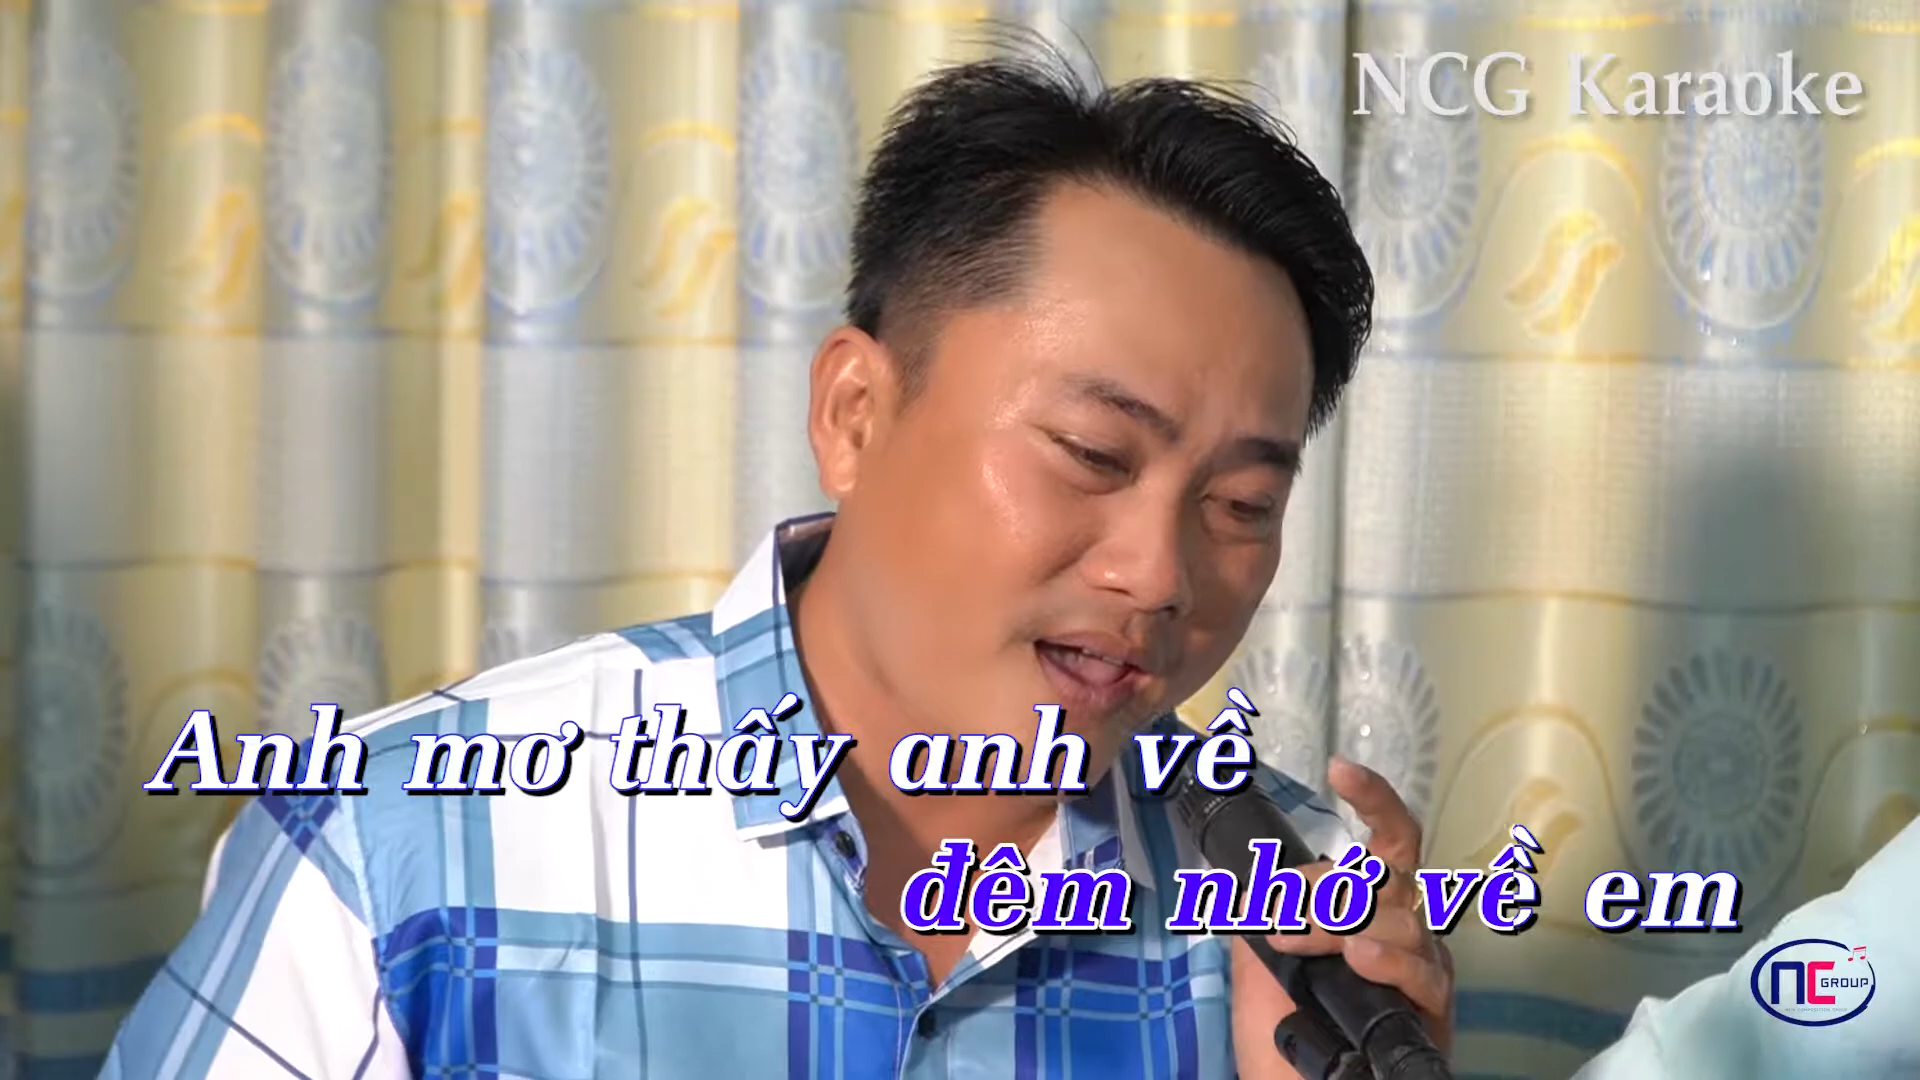 NCG Karaoke
Anh mơ thấy anh về
đêm nhớ về em
NC GROUP